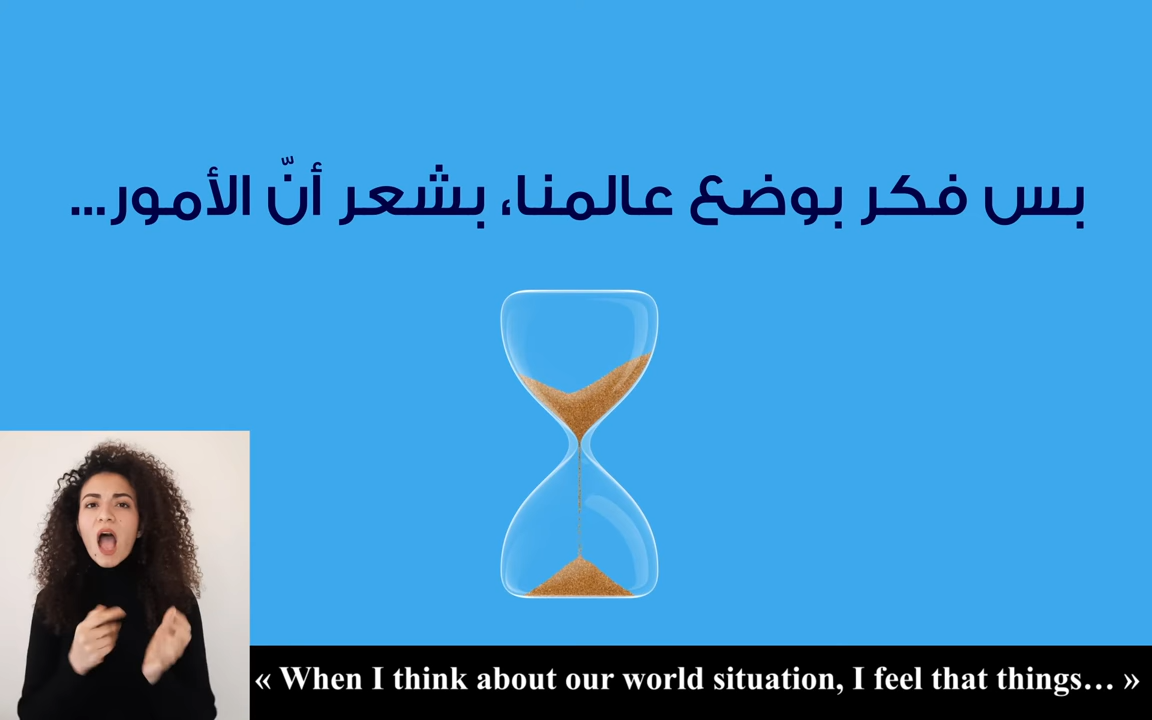 بس فكر بوضع عالمنا، بشعر أنّ الأمور...
« When I think about our world situation, I feel that things… »